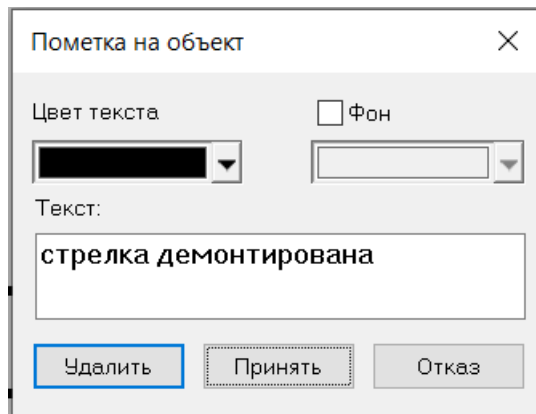 Пометка на объект
Цвет текста Фон
Текст:
стрелка демонтирована
Удалить Принять Отказ